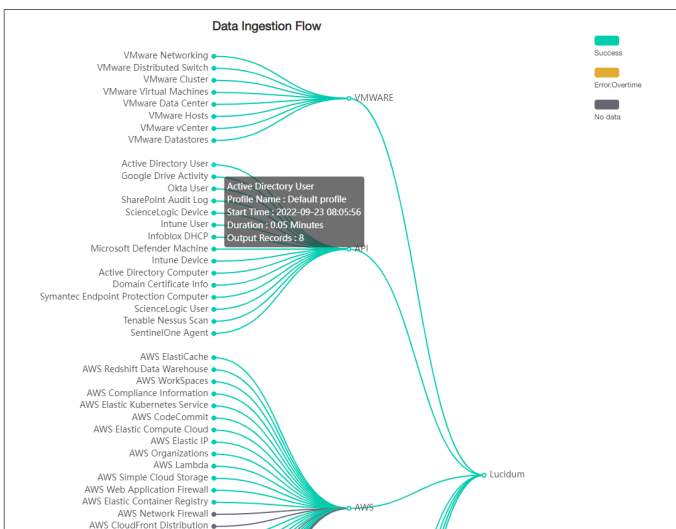 Data Ingestion Flow
Success
Error,Overtime
No data
VMware Networking
VMware Distributed Switch
VMware Cluster
VMware Virtual Machines
VMware Data Center
VMware Hosts
VMware vCenter
VMware Datastores
VMWARE
Active Directory User
Google Drive Activity
Okta User
SharePoint Audit Log
ScienceLogic Device
Intune User
Infoblox DHCP
Microsoft Defender Machine
Intune Device
Active Directory Computer
Domain Certificate Info
Symantec Endpoint Protection Computer
ScienceLogic User
Tenable Nessus Scan
SentinelOne Agent
Active Directory User
Profile Name : Default profile
Start Time : 2022-09-23 08:05:56
Duration : 0.05 Minutes
Output Records : 8
API
AWS ElastiCache
AWS Redshift Data Warehouse
AWS WorkSpaces
AWS Compliance Information
AWS Elastic Kubernetes Service
AWS CodeCommit
AWS Elastic Compute Cloud
AWS Elastic IP
AWS Organizations
AWS Lambda
AWS Simple Cloud Storage
AWS Web Application Firewall
AWS Elastic Container Registry
AWS Network Firewall
AWS CloudFront Distribution
AWS
Lucidum